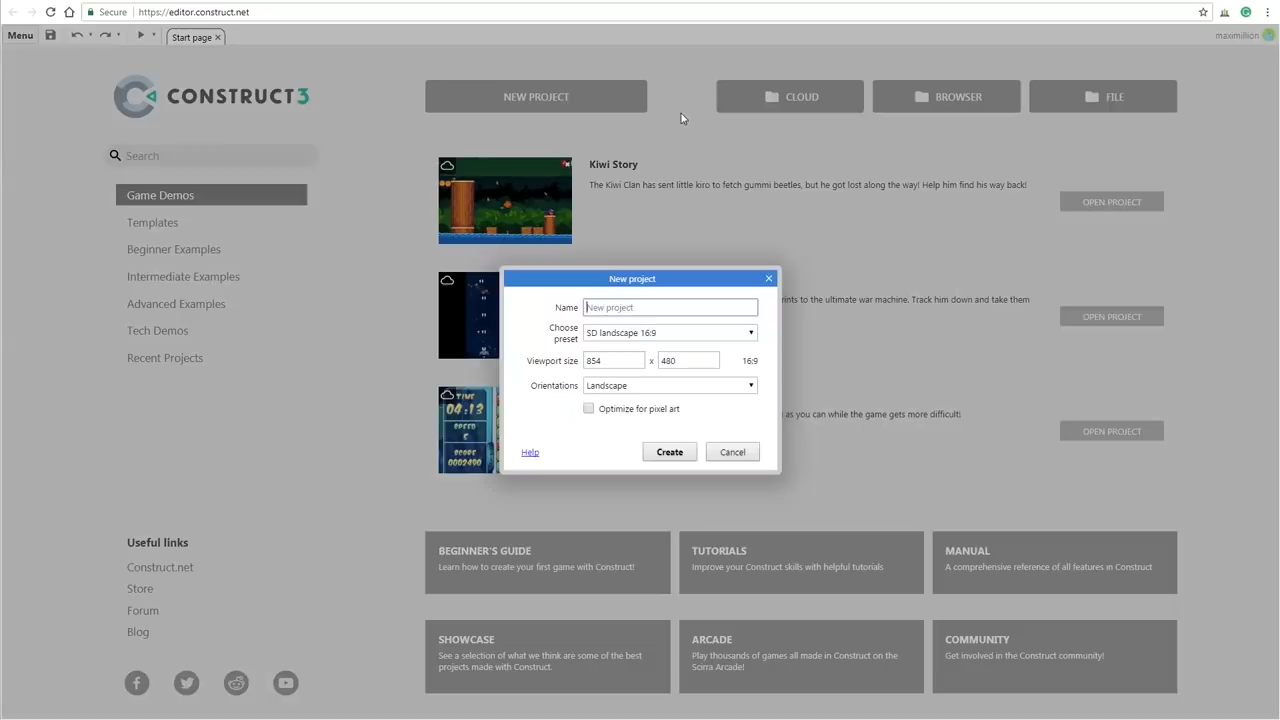 Secure
https://editor.construct.net
Menu
Start page
maximillion
CONSTRUCT3
NEW PROJECT
CLOUD
BROWSER
FILE
Search
Game Demos
Templates
Beginner Examples
Intermediate Examples
Advanced Examples
Tech Demos
Recent Projects
Kiwi Story
The Kiwi Clan has sent little kiro to fetch gummi beetles, but he got lost along the way! Help him find his way back!
OPEN PROJECT
to the ultimate war machine. Track him down and take them
OPEN PROJECT
TIME
04:13
SPEED
5
SCORE
0002490
as you can while the game gets more difficult!
OPEN PROJECT
New project
Name
New project
Choose
preset
SD landscape 16:9
Viewport size
854
x
480
16:9
Orientations
Landscape
Optimize for pixel art
Help
Create
Cancel
Useful links
Construct.net
Store
Forum
Blog
BEGINNER'S GUIDE
Learn how to create your first game with Construct!
TUTORIALS
Improve your Construct skills with helpful tutorials
MANUAL
A comprehensive reference of all features in Construct
SHOWCASE
See a selection of what we think are some of the best
projects made with Construct.
ARCADE
Play thousands of games all made in Construct on the
Scirra Arcade!
COMMUNITY
Get involved in the Construct community!